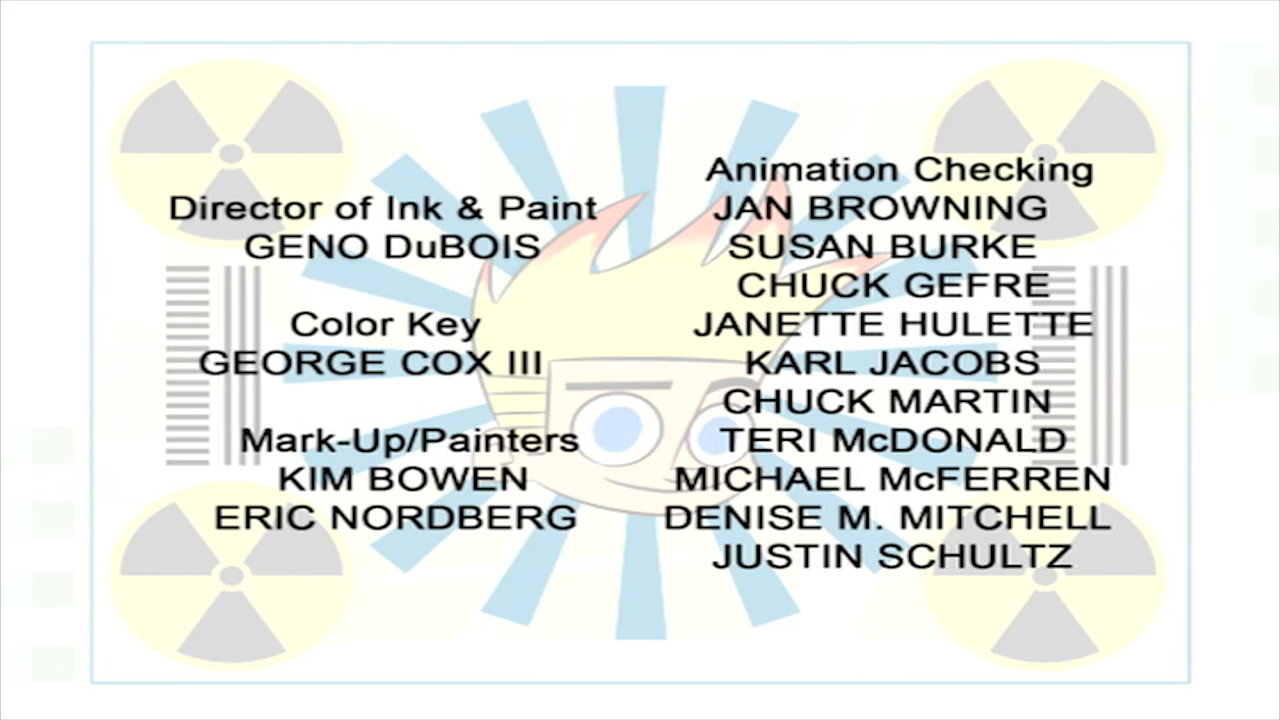 Director of Ink & Paint
GENO DuBOIS
Color Key
GEORGE COX III
Mark-Up/Painters
KIM BOWEN
ERIC NORDBERG
Animation Checking
JAN BROWNING
SUSAN BURKE
CHUCK GEFRE
JANETTE HULETTE
KARL JACOBS
CHUCK MARTIN
TERI McDONALD
MICHAEL McFERREN
DENISE M. MITCHELL
JUSTIN SCHULTZ